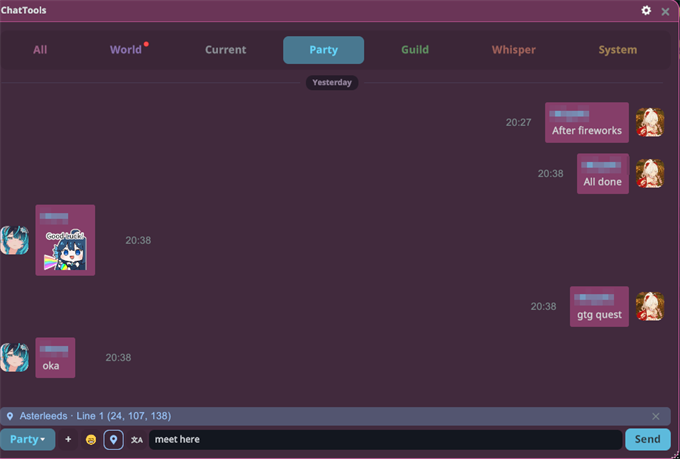 ChatTools
All
World
Current
Party
Guild
Whisper
System
Yesterday
20:27
After fireworks
20:38
All done
Good luck!
20:38
20:38
gtg quest
oka
20:38
Asterleeds · Line 1 (24, 107, 138)
Party
+
文A
meet here
Send